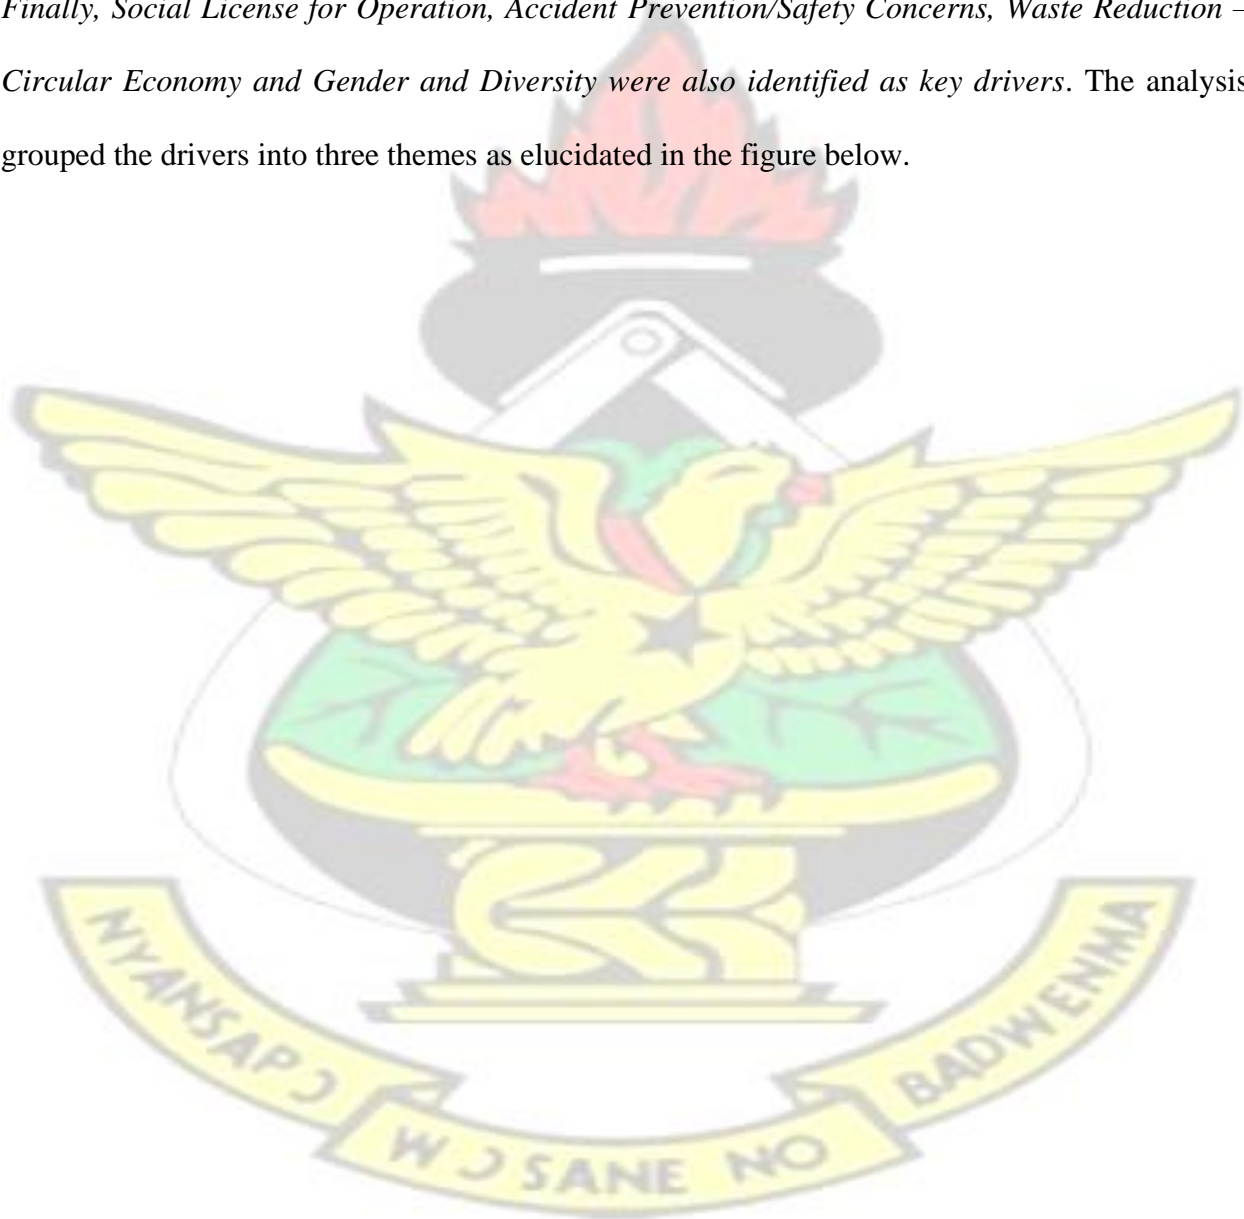 Finally, Social License for Operation, Accident Prevention/Safety Concerns, Waste Reduction –
Circular Economy and Gender and Diversity were also identified as key drivers. The analysis
grouped the drivers into three themes as elucidated in the figure below.
NYANSAPƆ
WƆSANE NO
BADWENMA